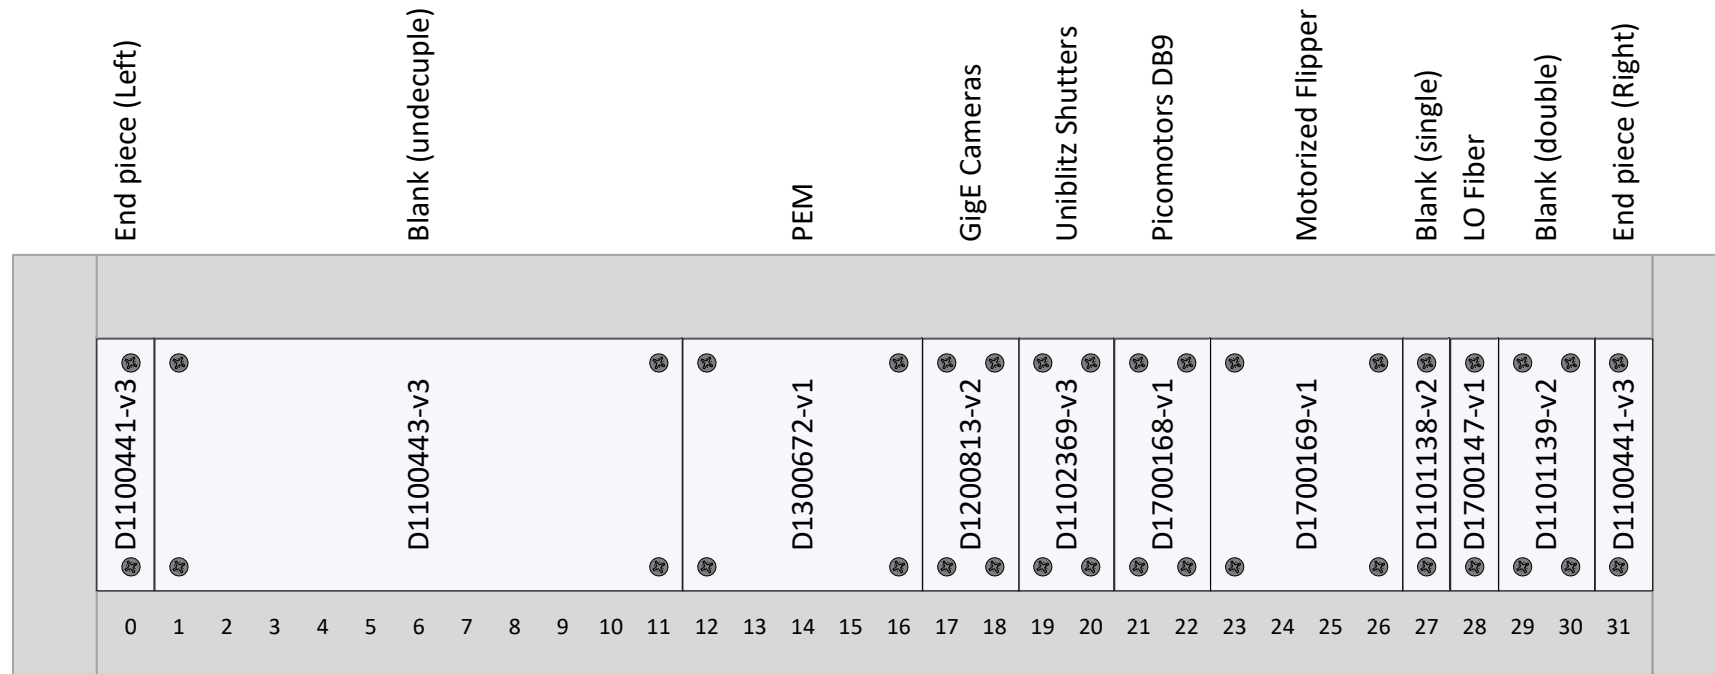 End piece (Left)
Blank (undecuple)
PEM
GigE Cameras
Uniblitz Shutters
Picomotors DB9
Motorized Flipper
Blank (single)
LO Fiber
Blank (double)
End piece (Right)
D1100441-v3
D1100443-v3
D1300672-v1
D1200813-v2
D1102369-v3
D1700168-v1
D1700169-v1
D1101138-v2
D1700147-v1
D1101139-v2
D1100441-v3
0 1 2 3 4 5 6 7 8 9 10 11 12 13 14 15 16 17 18 19 20 21 22 23 24 25 26 27 28 29 30 31